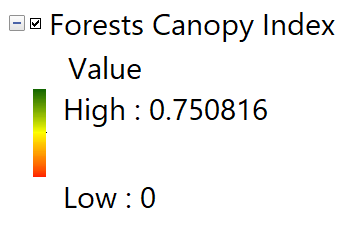 Forests Canopy Index
Value
High : 0.750816
Low : 0